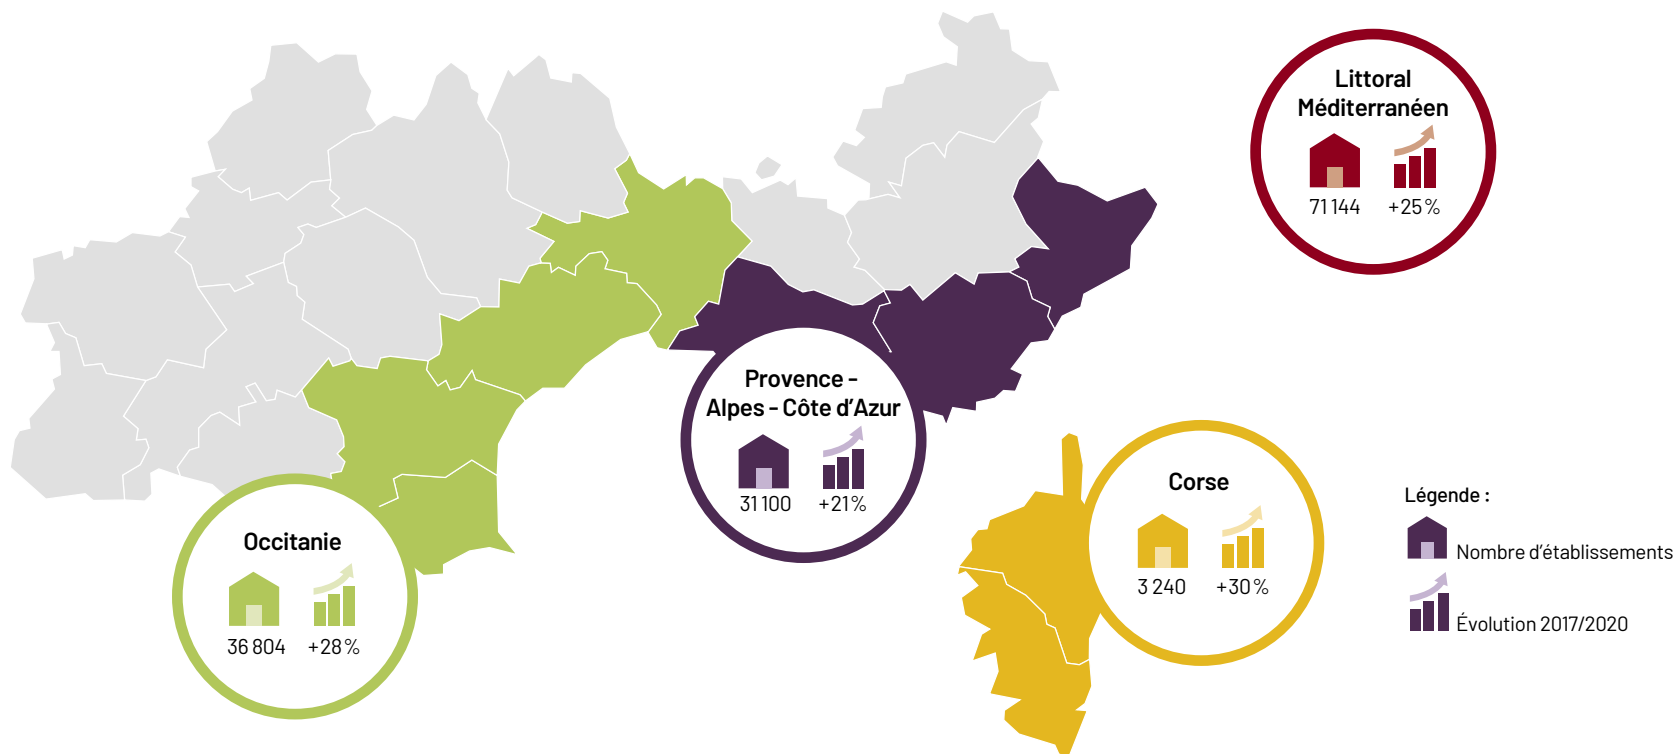 Littoral
Méditerranéen
71 144 +25 %
Provence -
Alpes - Côte d'Azur
31 100 +21 %
Corse
3 240 +30 %
Occitanie
36 804 +28 %
Légende :
Nombre d'établissements
Évolution 2017/2020